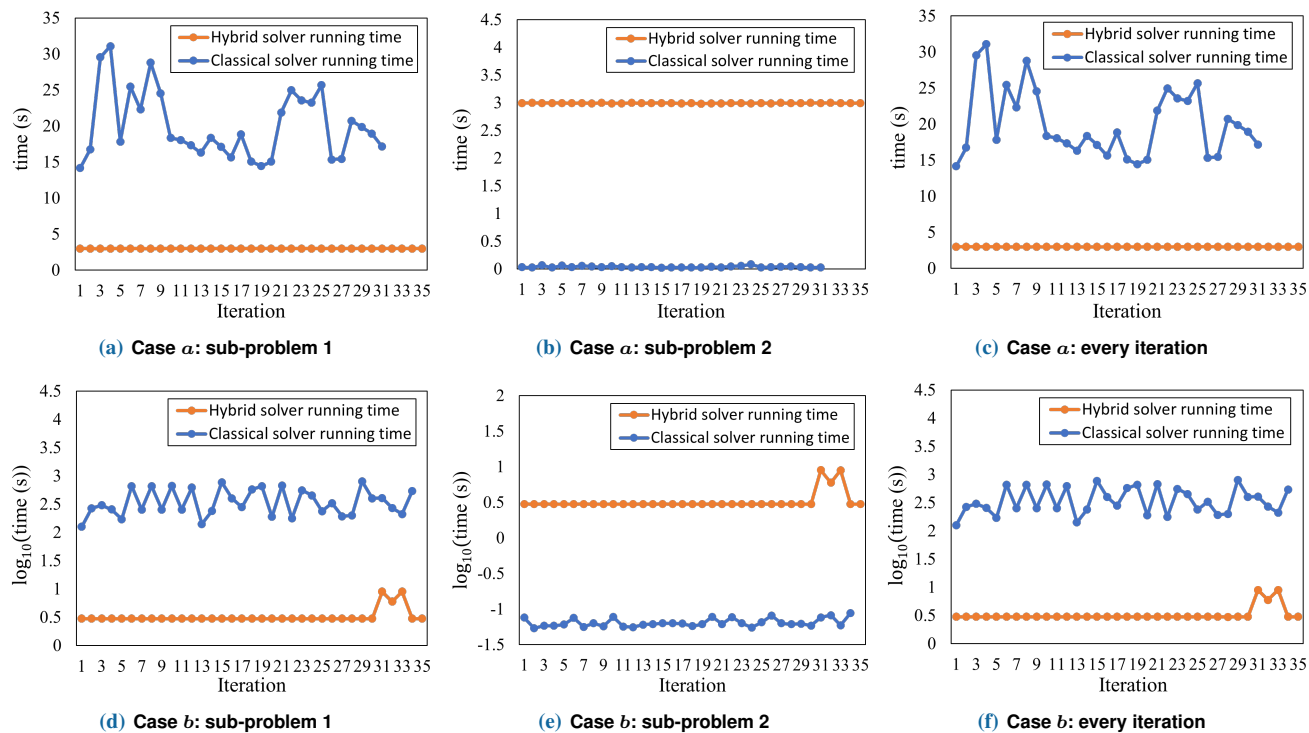 35
30
25
20
15
10
5
0
time (s)
Hybrid solver running time
Classical solver running time
1 3 5 7 9 11 13 15 17 19 21 23 25 27 29 31 33 35
Iteration
(a) Case a: sub-problem 1
4.5
4
3.5
3
2.5
2
1.5
1
0.5
0
time (s)
Hybrid solver running time
Classical solver running time
1 3 5 7 9 11 13 15 17 19 21 23 25 27 29 31 33 35
Iteration
(b) Case a: sub-problem 2
35
30
25
20
15
10
5
0
time (s)
Hybrid solver running time
Classical solver running time
1 3 5 7 9 11 13 15 17 19 21 23 25 27 29 31 33 35
Iteration
(c) Case a: every iteration
4.5
4
3.5
3
2.5
2
1.5
1
0.5
0
log₁₀(time (s))
Hybrid solver running time
Classical solver running time
1 3 5 7 9 11 13 15 17 19 21 23 25 27 29 31 33 35
Iteration
(d) Case b: sub-problem 1
2
1.5
1
0.5
0
-0.5
-1
-1.5
log₁₀(time (s))
Hybrid solver running time
Classical solver running time
1 3 5 7 9 11 13 15 17 19 21 23 25 27 29 31 33 35
Iteration
(e) Case b: sub-problem 2
4.5
4
3.5
3
2.5
2
1.5
1
0.5
0
log₁₀(time (s))
Hybrid solver running time
Classical solver running time
1 3 5 7 9 11 13 15 17 19 21 23 25 27 29 31 33 35
Iteration
(f) Case b: every iteration